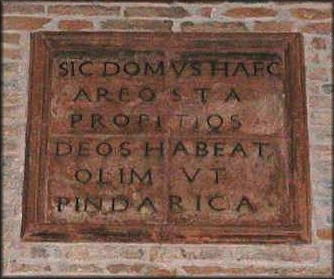 SIC DOMVS HAEC
AREOSTA
PROPITIOS
DEOS HABEAT
OLIM VT
PINDARICA